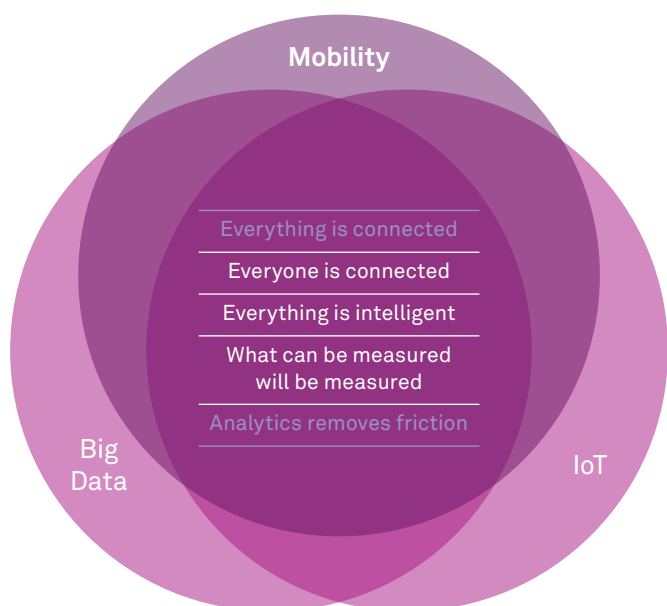 Mobility
Everything is connected
Everyone is connected
Everything is intelligent
What can be measured
will be measured
Analytics removes friction
Big
Data
IoT